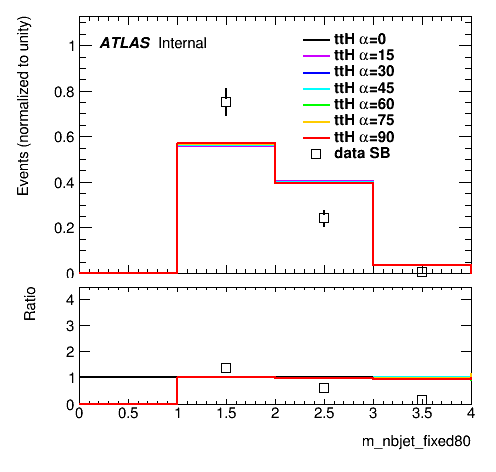 ATLAS Internal
ttH α=0
ttH α=15
ttH α=30
ttH α=45
ttH α=60
ttH α=75
ttH α=90
data SB
Events (normalized to unity)
1
0.8
0.6
0.4
0.2
0
Ratio
4
3
2
1
0
0 0.5 1 1.5 2 2.5 3 3.5 4
m_nbjet_fixed80